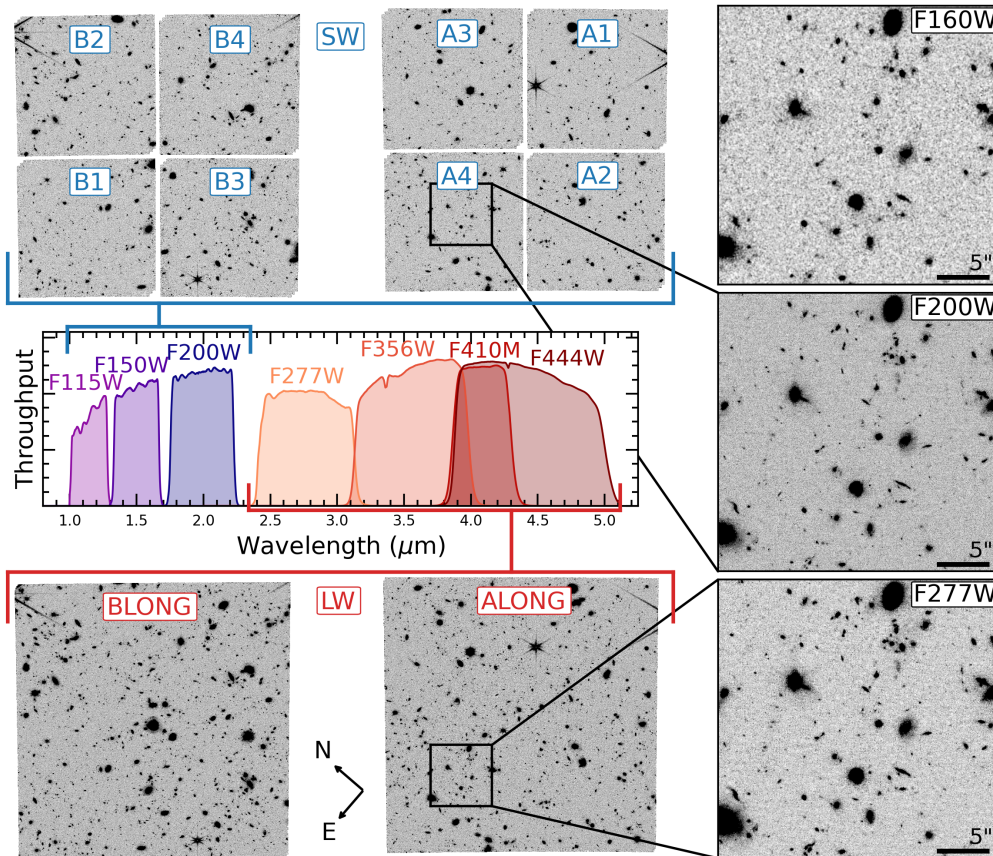 B2
B4
SW
A3
A1
F160W
B1
B3
A4
A2
5"
F200W
F115W
F150W
F200W
F277W
F356W
F410M
F444W
Throughput
1.0 1.5 2.0 2.5 3.0 3.5 4.0 4.5 5.0
Wavelength (μm)
5"
F277W
BLONG
LW
ALONG
N
E
5"